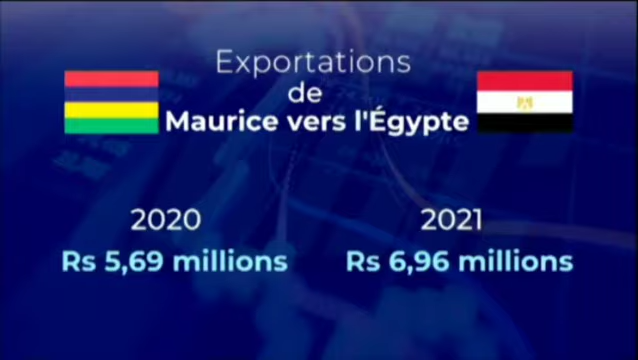 Exportations
de
Maurice vers l'Égypte
2020 2021
Rs 5,69 millions Rs 6,96 millions